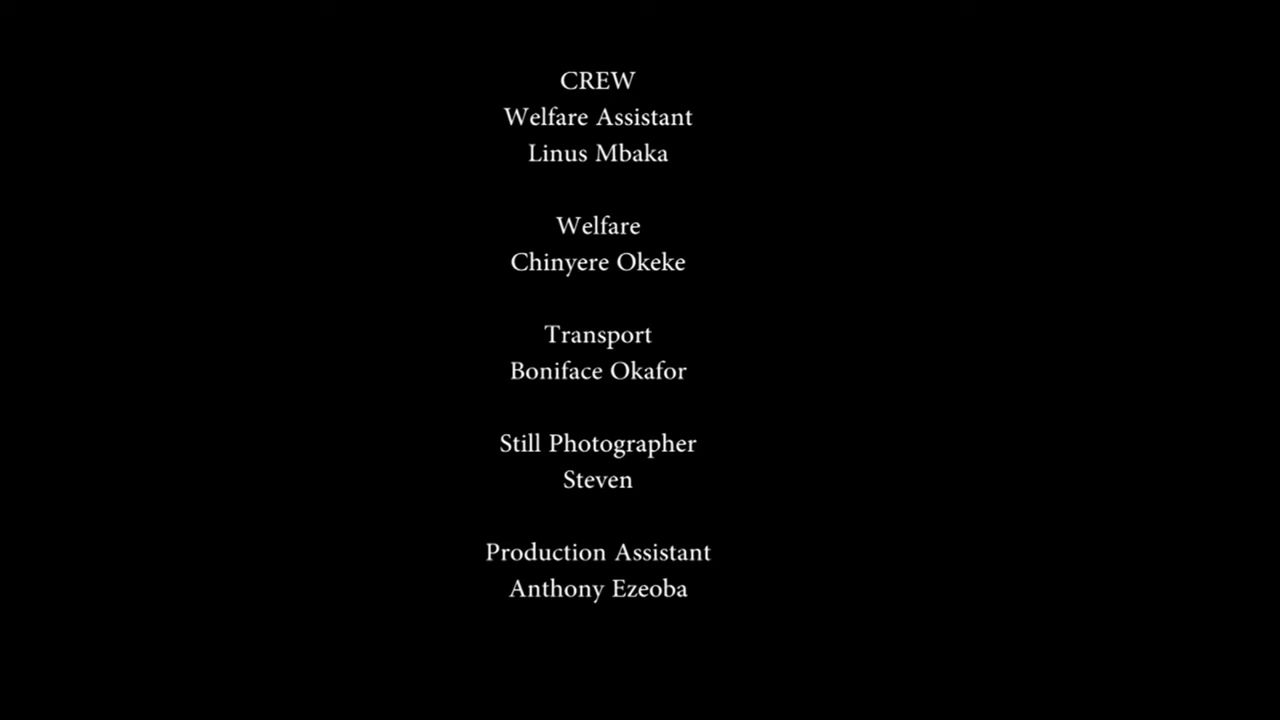 CREW
Welfare Assistant
Linus Mbaka
Welfare
Chinyere Okeke
Transport
Boniface Okafor
Still Photographer
Steven
Production Assistant
Anthony Ezeoba